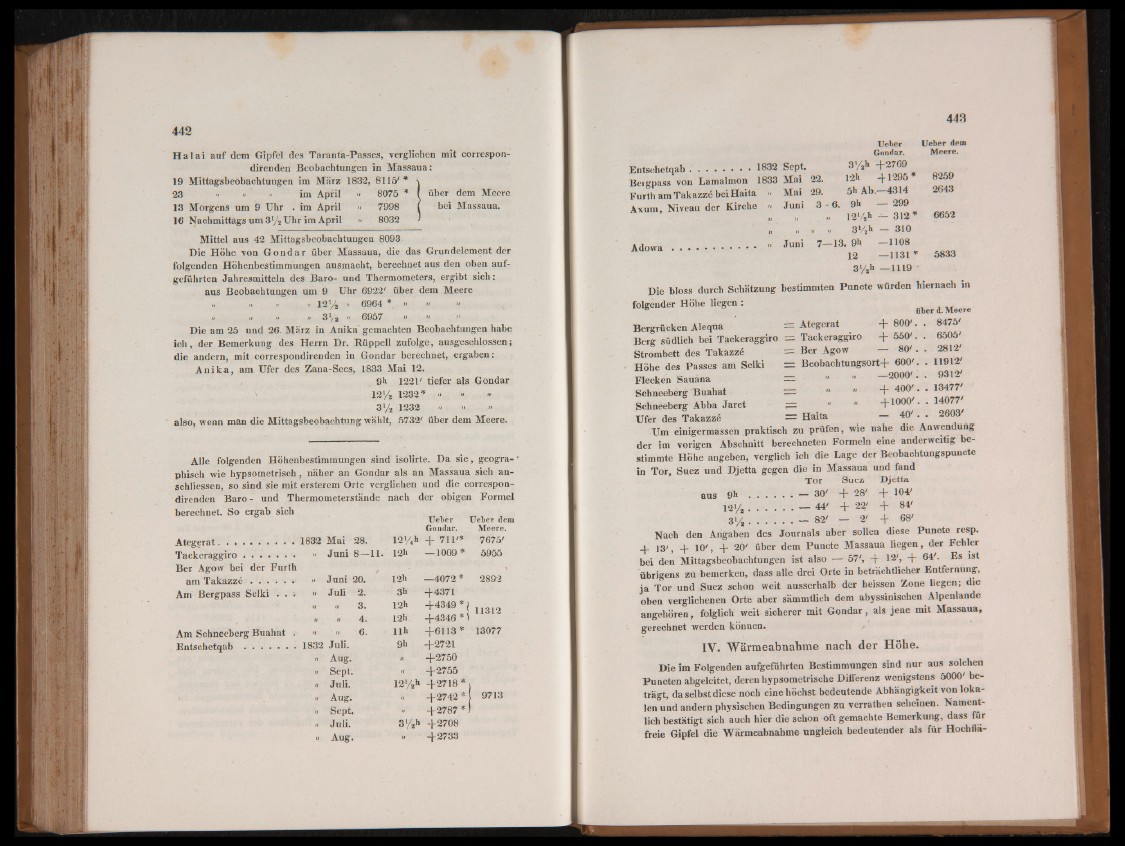 442
Halai auf dem Gipfel des Taranta-Passes, verglichen mit correspon-
direnden Beobachtungen in Massaua:
19 Mittagsbeobachtungen im März 1832, 8115' *
23 " " im April " 8075 * über dem Meere
13 Morgens um 9 Uhr . im April " 7998 bei Massaua.
16 Nachmittags um 3½ Uhr im April " 8032
Mittel aus 42 Mittagsbeobachtungen 8093
Die Höhe von Gondar über Massaua, die das Grundelement der
folgenden Höhenbestimmungen ausmacht, berechnet aus den oben auf-
geführten Jahresmitteln des Baro- und Thermometers, ergibt sich:
aus Beobachtungen um 9 Uhr 6922' über dem Meere
" " " " 12½ " 6964 * " " "
" " " " 3½ " 6957 " " "
Die am 25 und 26. März in Anika gemachten Beobachtungen habe
ich, der Bemerkung des Herrn Dr. Rüppell zufolge, ausgeschlossen;
die andern, mit correspondirenden in Gondar berechnet, ergaben:
Anika, am Ufer des Zana-Sees, 1833 Mai 12.
9h 1221' tiefer als Gondar
12½ 1232* " " "
3½ 1232 " " "
also, wenn man die Mittagsbeobachtung wählt, 5732' über dem Meere.
Alle folgenden Höhenbestimmungen sind isolirte. Da sie, geogra-
phisch wie hypsometrisch, näher an Gondar als an Massaua sich an-
schliessen, so sind sie mit ersterem Orte verglichen und die correspon-
direnden Baro- und Thermometerstände nach der obigen Formel
berechnet. So ergab sich
Ueber Ueber dem
Gondar. Meere.
Ategerat . . . . . . . . . . 1832 Mai 28. 12½h + 711'* 7675'
Tackeraggiro . . . . . . . " Juni 8—11. 12h —1009 * 5955
Ber Agow bei der Furth
am Takazzé . . . . . . " Juni 20. 12h —4072 * 2892
Am Bergpass Selki . . . " Juli 2. 3h +4371
" " 3. 12h +4349 * 11312
" " 4. 12h +4346 *
Am Schneeberg Buahat . " " 6. 11h +6113 * 13077
Entschetqab . . . . . . . 1832 Juli. 9h +2721
" Aug. " +2750
" Sept. " +2755
" Juli. 12½h +2718 *
" Aug. " +2742 * 9713
" Sept. " +2787 *
" Juli. 3½h +2708
" Aug. " +2733
443
Ueber Ueber dem
Gondar. Meere.
Entschetqab . . . . . . . . 1832 Sept. 3½h +2769
Bergpass von Lamalmon 1833 Mai 22. 12h +1295 * 8259
Furth am Takazzé bei Haita " Mai 29. 5h Ab.—4314 2643
Axum, Niveau der Kirche " Juni 3-6. 9h — 299
" " " 12½h — 312 * 6652
" " " " 3½h — 310
Adowa . . . . . . . . . . . " Juni 7—13. 9h —1108
12 —1131 * 5833
3½h —1119
Die bloss durch Schätzung bestimmten Puncte würden hiernach in
folgender Höhe liegen:
über d. Meere
Bergrücken Alequa = Ategerat + 800' . . 8475'
Berg südlich bei Tackeraggiro = Tackeraggiro + 550' . . 6505'
Strombett des Takazzé = Ber Agow — 80' . . 2812'
Höhe des Passes am Selki = Beobachtungsort+ 600' . . 11912'
Flecken Sauana = " " —2000' . . 9312'
Schneeberg Buahat = " " + 400' . . 13477'
Schneeberg Abba Jaret = " " +1000' . . 14077'
Ufer des Takazzé = Haita — 40' . . 2603'
Um einigermassen praktisch zu prüfen, wie nahe die Anwendung
der im vorigen Abschnitt berechneten Formeln eine anderweitig be-
stimmte Höhe angeben, verglich ich die Lage der Beobachtungspuncte
in Tor, Suez und Djetta gegen die in Massaua und fand
Tor Suez Djetta
aus 9h . . . . . . — 30' + 28' + 104'
12½ . . . . . . — 44' + 22' + 84'
3½ . . . . . . — 82' — 2' + 68'
Nach den Angaben des Journals aber sollen diese Puncte resp.
+ 13', + 10', + 20' über dem Puncte Massaua liegen, der Fehler
bei den Mittagsbeobachtungen ist also — 57', + 12', + 64'. Es ist
übrigens zu bemerken, dass alle drei Orte in beträchtlicher Entfernung,
ja Tor und Suez schon weit ausserhalb der heissen Zone liegen; die
oben verglichenen Orte aber sämmtlich dem abyssinischen Alpenlande
angehören, folglich weit sicherer mit Gondar, als jene mit Massaua,
gerechnet werden können.
IV. Wärmeabnahme nach der Höhe.
Die im Folgenden aufgeführten Bestimmungen sind nur aus solchen
Puncten abgeleitet, deren hypsometrische Differenz wenigstens 5000' be-
trägt, da selbst diese noch eine höchst bedeutende Abhängigkeit von loka-
len und andern physischen Bedingungen zu verrathen scheinen. Nament-
lich bestätigt sich auch hier die schon oft gemachte Bemerkung, dass für
freie Gipfel die Wärmeabnahme ungleich bedeutender als für Hochflä-